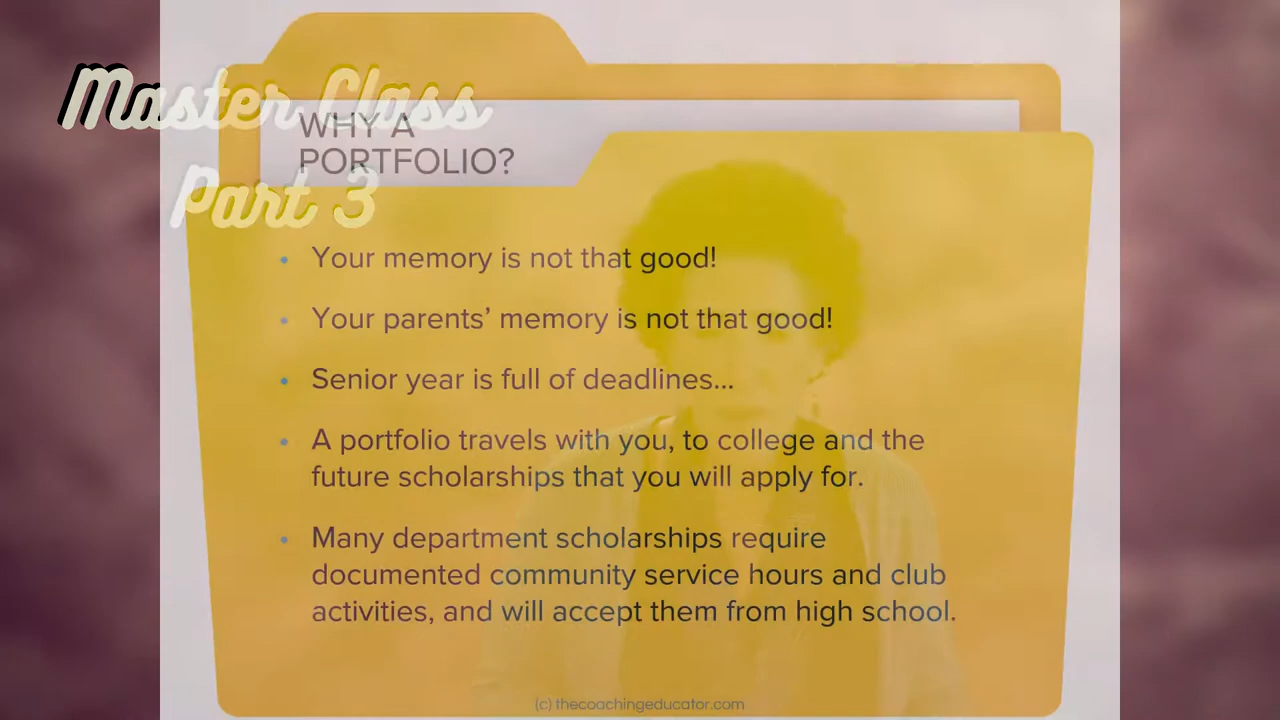 Master Class
Part 3
WHY A
PORTFOLIO?
• Your memory is not that good!
• Your parents’ memory is not that good!
• Senior year is full of deadlines...
• A portfolio travels with you, to college and the
future scholarships that you will apply for.
• Many department scholarships require
documented community service hours and club
activities, and will accept them from high school.
(c) thecoachingeducator.com